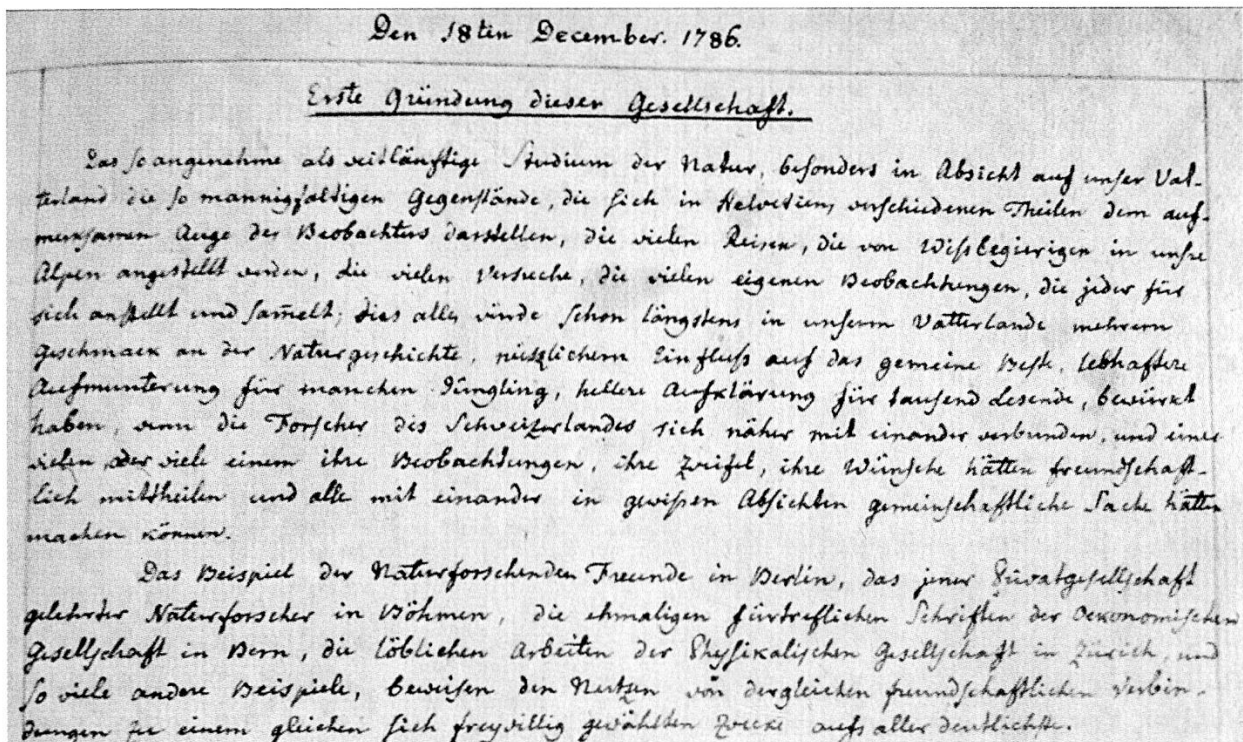 Den 18ten December. 1786.
Erste Gründung dieser Gesellschaft.
Das so angenehme als weitläuftige Studium der Natur, besonders in Absicht auf unser Vat-
terland die so mannigfaltigen Gegenstände, die sich in Helvetiens verschiedenen Theilen dem auf-
merksamen Auge des Beobachters darstellen, die vielen Reisen, die von Wißbegierigen in unsre
Alpen angestellt werden, die vielen Versuche, die vielen eigenen Beobachtungen, die jeder für
sich anstellt und sam̅elt; dies alles würde schon längstens in unserm Vatterlande mehrern
Geschmack an der Naturgeschichte, nüzlichern Einfluß auf das gemeine Beste, lebhaftere
Aufmunterung für manchen Jüngling, hellere Aufklärung für tausend Lesende, bewürkt
haben, wenn die Forscher des Schweizerlandes sich näher mit einander verbunden, und einer
vielen oder viele einem ihre Beobachtungen, ihre Zweifel, ihre Wünsche hätten freundschaft-
lich mittheilen und alle mit einander in gewißen Absichten gemeinschaftliche Sache hätten
machen können.
Das Beispiel der Naturforschenden Freunde in Berlin, das jener Privatgesellschaft
gelehrter Naturforscher in Böhmen, die ehmaligen fürtreflichen Schriften der Oekonomischen
Gesellschaft in Bern, die löblichen Arbeiten der Physikalischen Gesellschaft in Zürich, und
so viele andere Beispiele, beweisen den Nutzen von dergleichen freundschaftlichen Verbin-
dungen zu einem gleichen sich freywillig gewählten Zwecke aufs aller deutlichste.